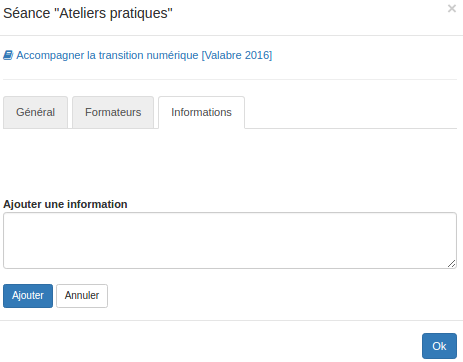 Séance "Ateliers pratiques"
×
Accompagner la transition numérique [Valabre 2016]
Général
Formateurs
Informations
Ajouter une information
Ajouter
Annuler
Ok